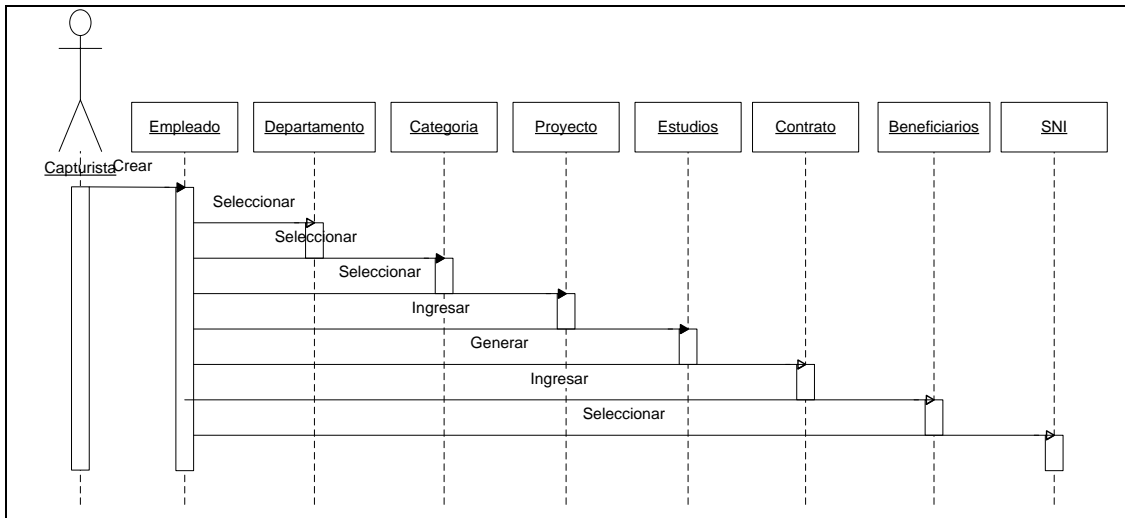 Empleado
Departamento
Categoria
Proyecto
Estudios
Contrato
Beneficiarios
SNI
Capturista
Crear
Seleccionar
Seleccionar
Seleccionar
Ingresar
Generar
Ingresar
Seleccionar